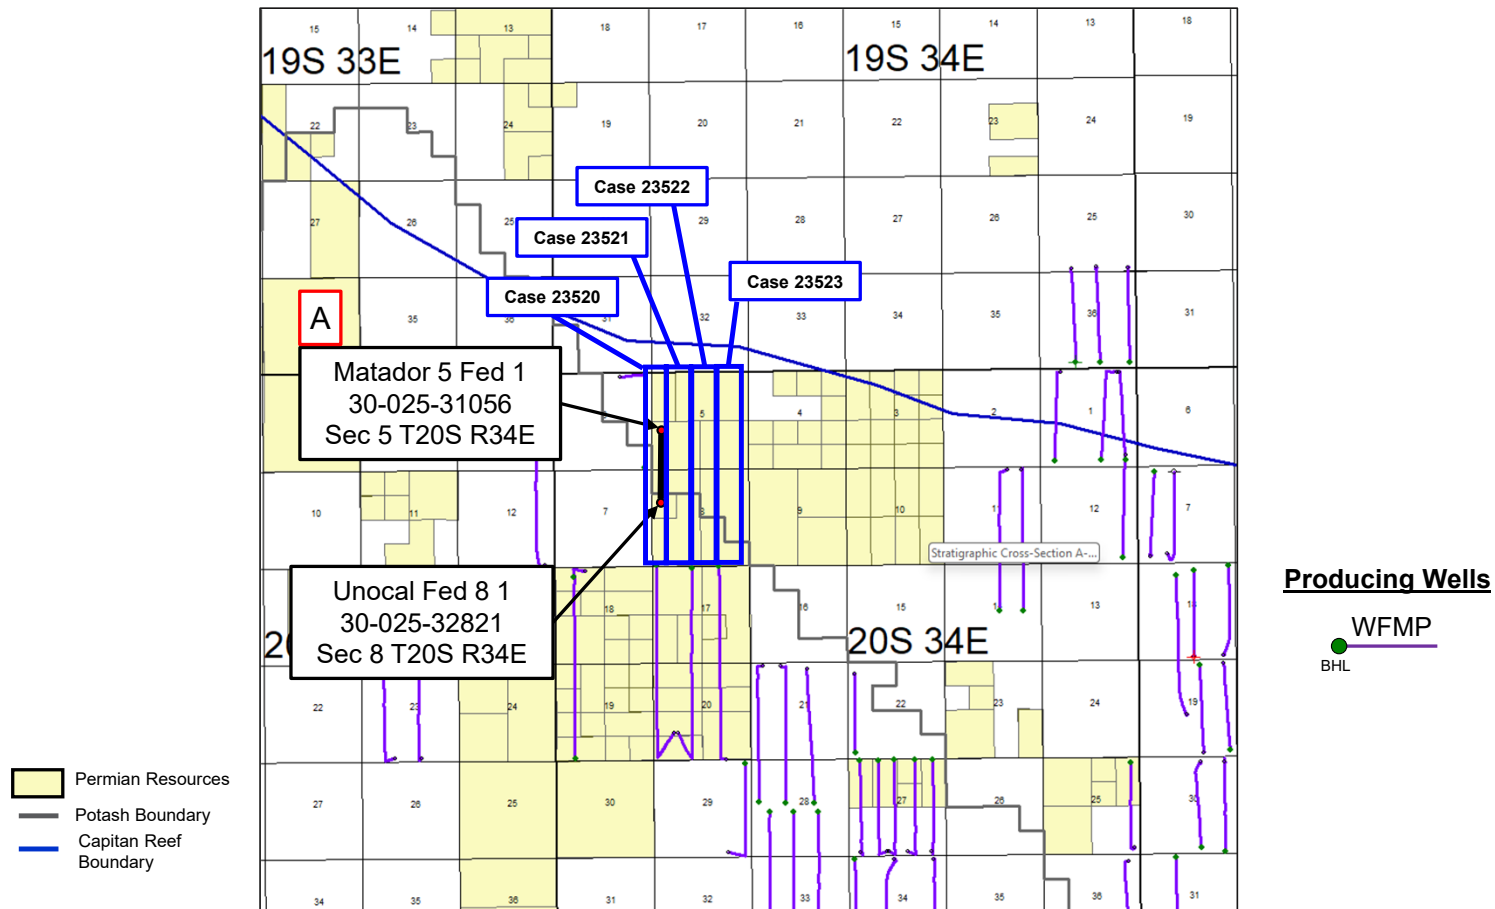 15 14 13 18 17 16 15 14 13 18
19S 33E
19S 34E
22 23 24 19 20 21 22 23 24 19
Case 23522
27 26 25 29 28 27 26 25 30
Case 23521
Case 23523
Case 23520
A
35 36 31 32 33 34 35 36 31
Matador 5 Fed 1
30-025-31056
Sec 5 T20S R34E
5 4 3 2 1 6
10 11 12 7 8 9 10 12 7
Stratigraphic Cross-Section A-...
Unocal Fed 8 1
30-025-32821
Sec 8 T20S R34E
18 17 16 15 13
20S 34E
22 23 24 19 20 21 22 23 24 19
27 26 25 30 29 28 27 26 25 30
34 35 36 31 32 33 34 35 36 31
Permian Resources
Potash Boundary
Capitan Reef
Boundary
Producing Wells
WFMP
BHL